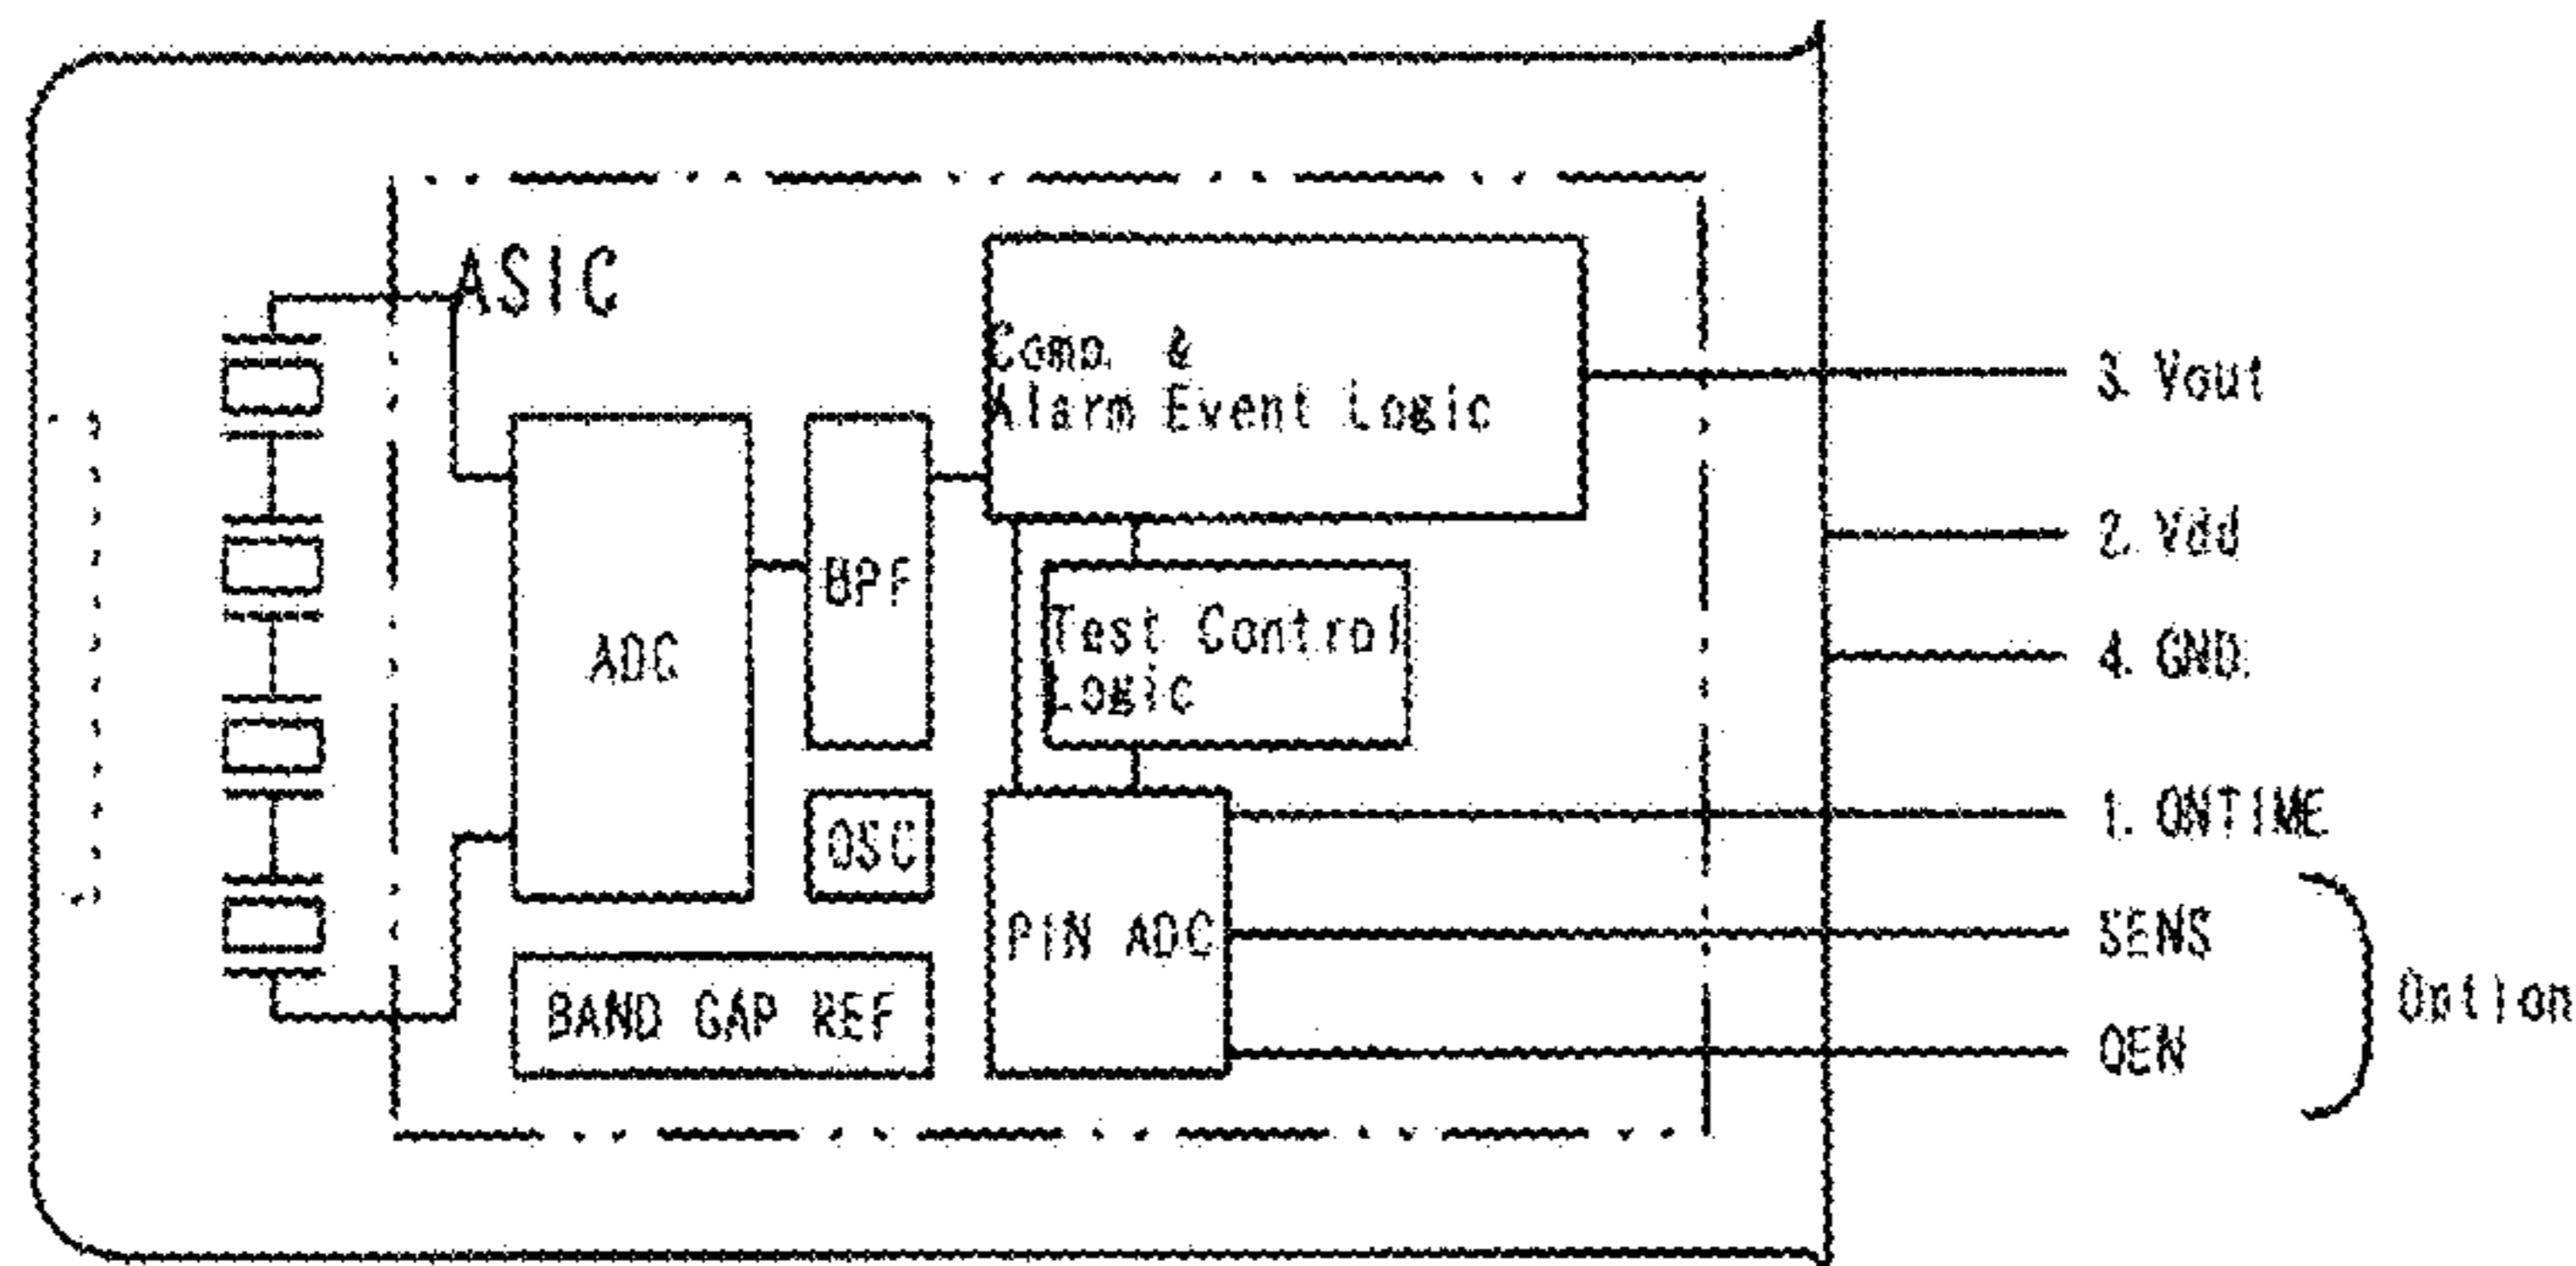 ASIC
Comp. &
Alarm Event Logic
3. Vout
2. Vdd
BPF
Test Control
Logic
ADC
4. GND
1. ONTIME
OSC
PIN ADC
SENS
Option
BAND GAP REF
OEN